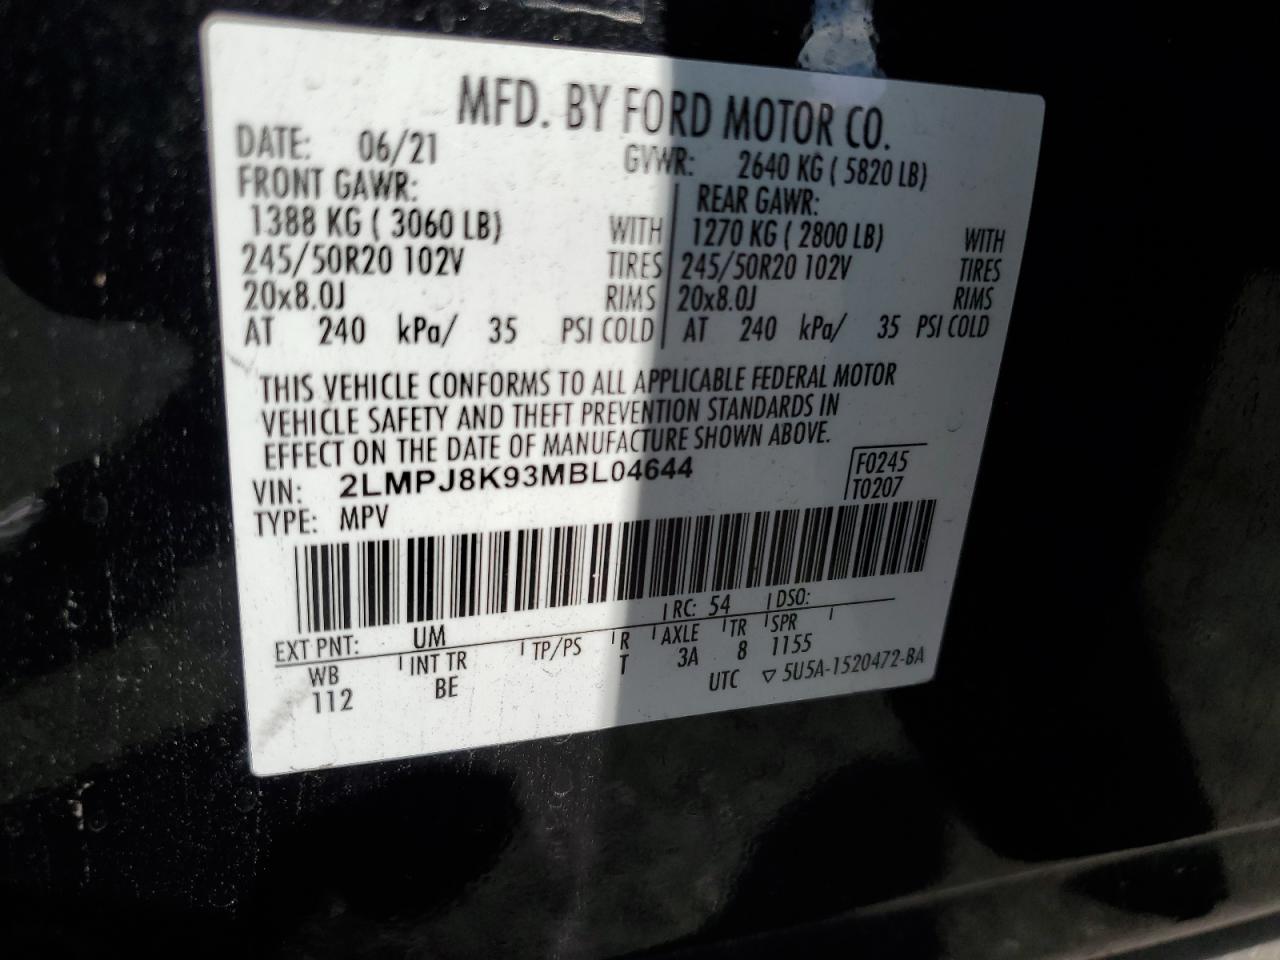 MFD. BY FORD MOTOR CO.
DATE: 06/21 GVWR: 2640 KG ( 5820 LB)
FRONT GAWR: REAR GAWR:
1388 KG ( 3060 LB) WITH 1270 KG ( 2800 LB) WITH
245/50R20 102V TIRES 245/50R20 102V TIRES
20x8.0J RIMS 20x8.0J RIMS
AT 240 kPa/ 35 PSI COLD AT 240 kPa/ 35 PSI COLD
THIS VEHICLE CONFORMS TO ALL APPLICABLE FEDERAL MOTOR
VEHICLE SAFETY AND THEFT PREVENTION STANDARDS IN
EFFECT ON THE DATE OF MANUFACTURE SHOWN ABOVE.
VIN: 2LMPJ8K93MBL04644 F0245
TYPE: MPV T0207
EXT PNT: UM RC: 54 DSO:
WB INT TR TP/PS R AXLE TR SPR
112 BE T 3A 8 1155
UTC ▽ 5U5A-1520472-BA